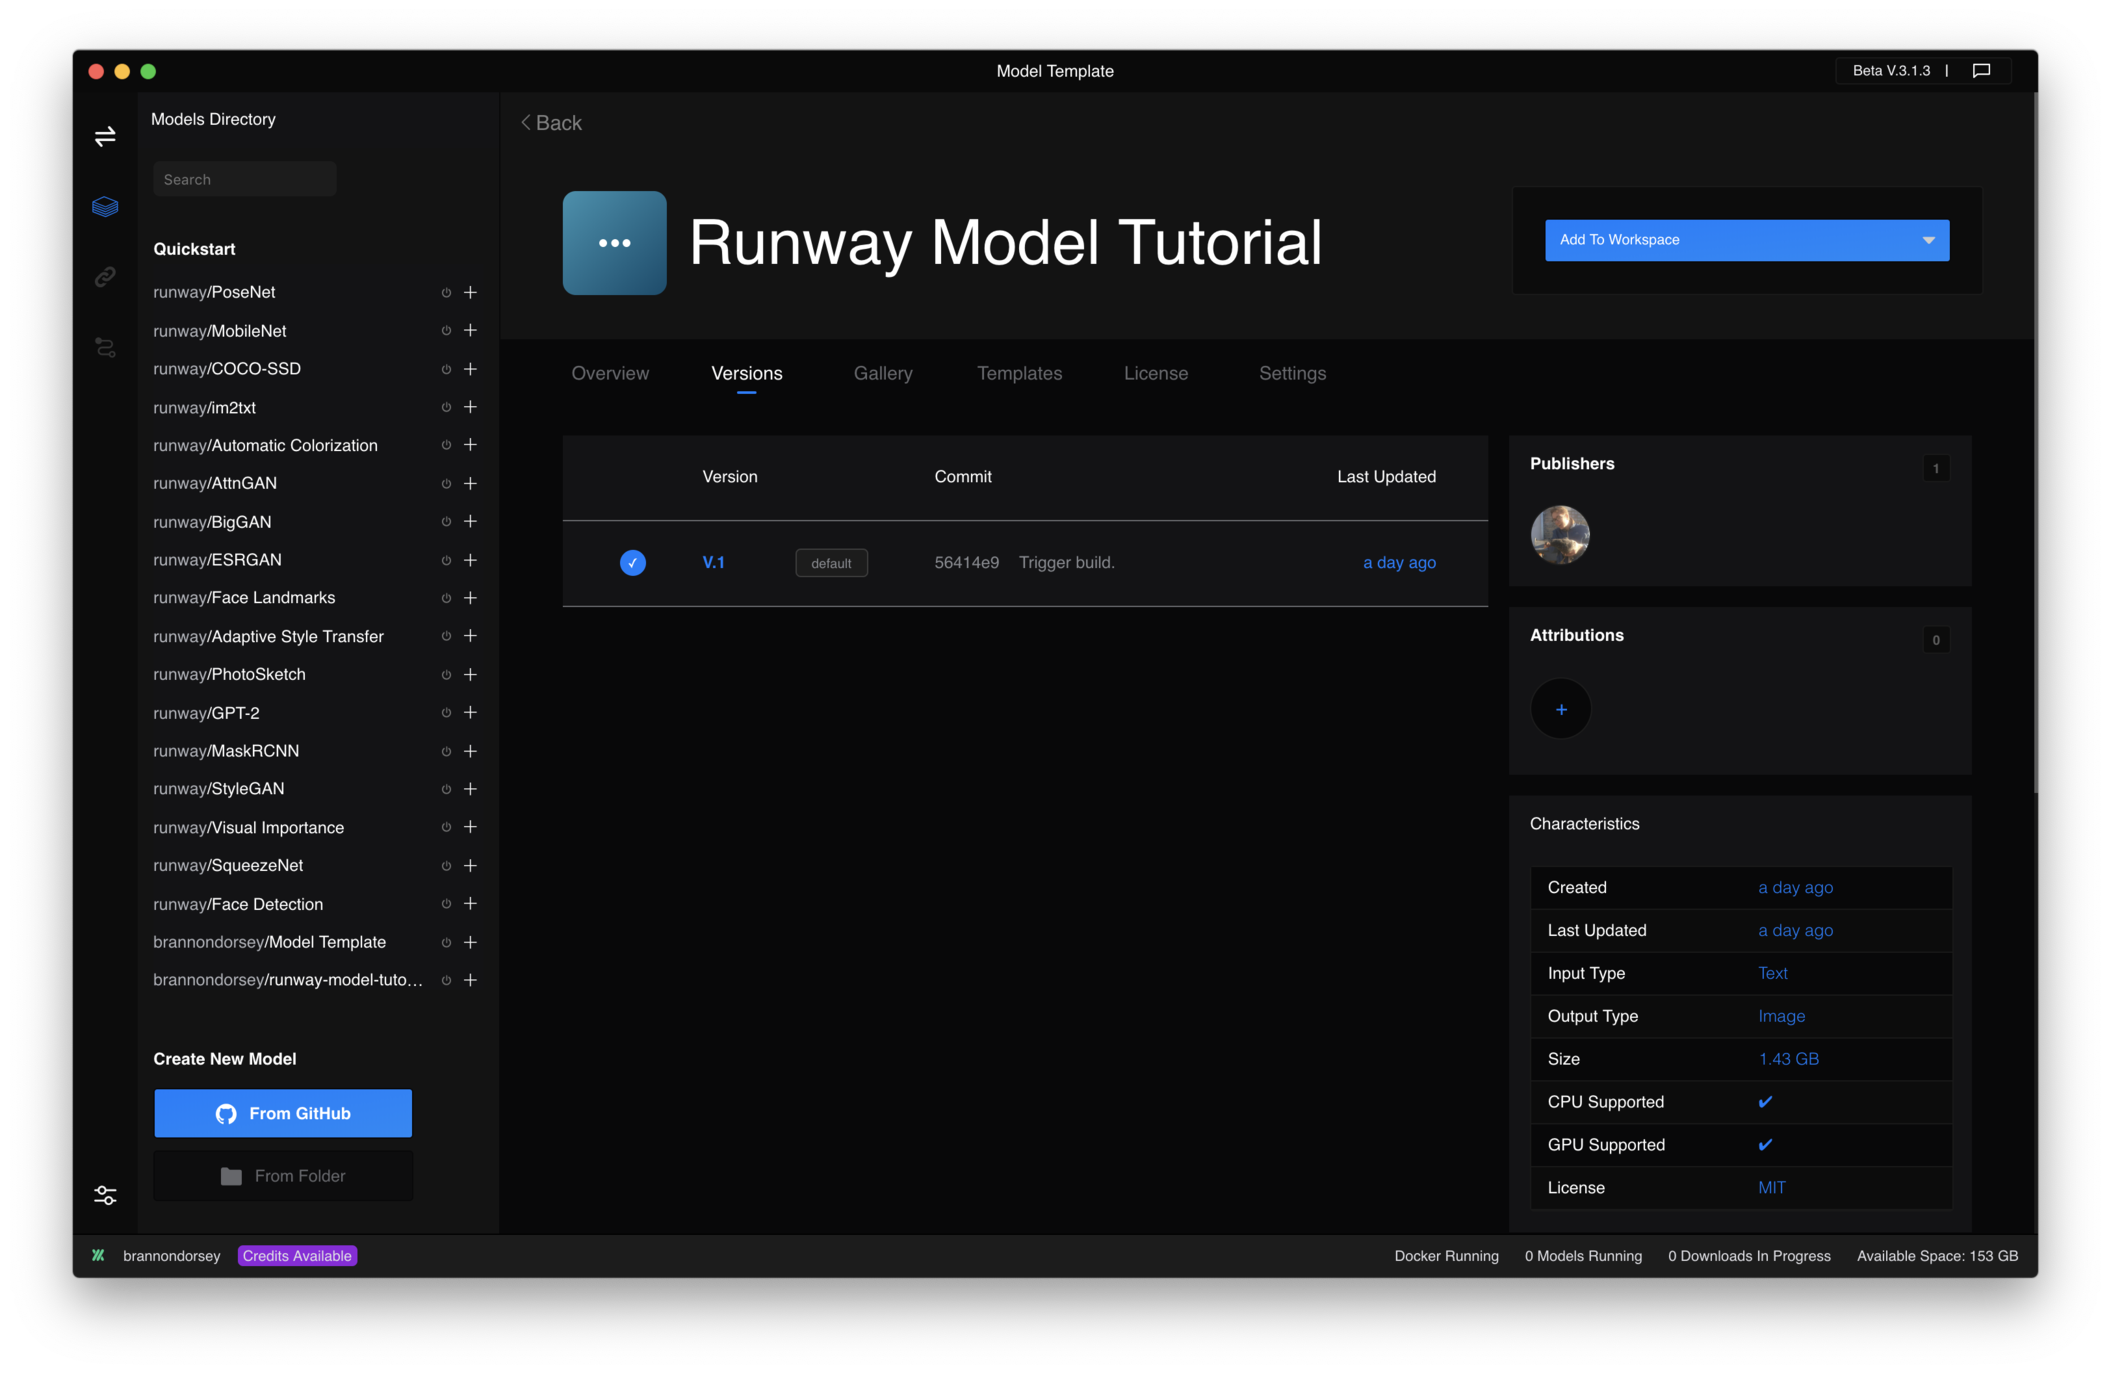 Model Template
Beta V.3.1.3 |
Models Directory
Search
Quickstart
runway/PoseNet
runway/MobileNet
runway/COCO-SSD
runway/im2txt
runway/Automatic Colorization
runway/AttnGAN
runway/BigGAN
runway/ESRGAN
runway/Face Landmarks
runway/Adaptive Style Transfer
runway/PhotoSketch
runway/GPT-2
runway/MaskRCNN
runway/StyleGAN
runway/Visual Importance
runway/SqueezeNet
runway/Face Detection
brannondorsey/Model Template
brannondorsey/runway-model-tuto...
Create New Model
From GitHub
From Folder
Back
Runway Model Tutorial
Add To Workspace
Overview Versions Gallery Templates License Settings
Version Commit Last Updated
V.1 default 56414e9 Trigger build. a day ago
Publishers 1
Attributions 0
+
Characteristics
Created a day ago
Last Updated a day ago
Input Type Text
Output Type Image
Size 1.43 GB
CPU Supported ✔
GPU Supported ✔
License MIT
brannondorsey Credits Available Docker Running 0 Models Running 0 Downloads In Progress Available Space: 153 GB